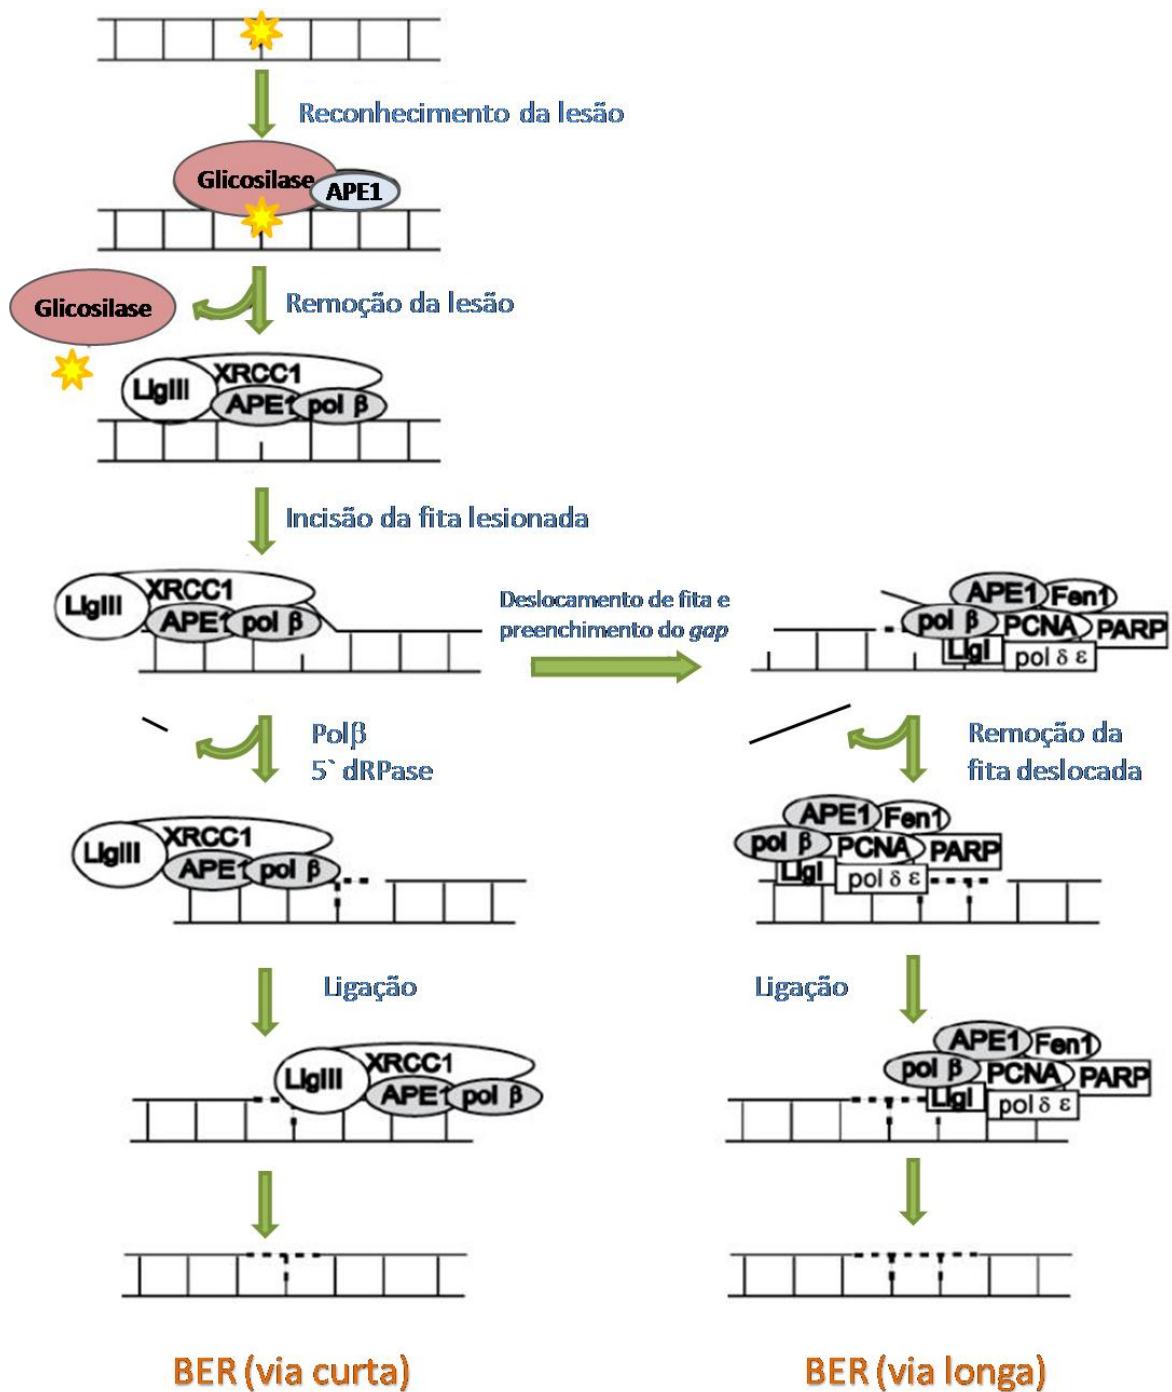 Reconhecimento da lesão
Glicosilase
APE1
Glicosilase
Remoção da lesão
LigIII
XRCC1
APE1
pol β
Incisão da fita lesionada
LigIII
XRCC1
APE1
pol β
Deslocamento de fita e
preenchimento do gap
APE1
Fen1
pol β
PCNA
PARP
LigI
pol δ ε
Polβ
5` dRPase
Remoção da
fita deslocada
LigIII
XRCC1
APE1
pol β
APE1
Fen1
pol β
PCNA
PARP
LigI
pol δ ε
Ligação
Ligação
LigIII
XRCC1
APE1
pol β
APE1
Fen1
pol β
PCNA
PARP
LigI
pol δ ε
BER (via curta)
BER (via longa)